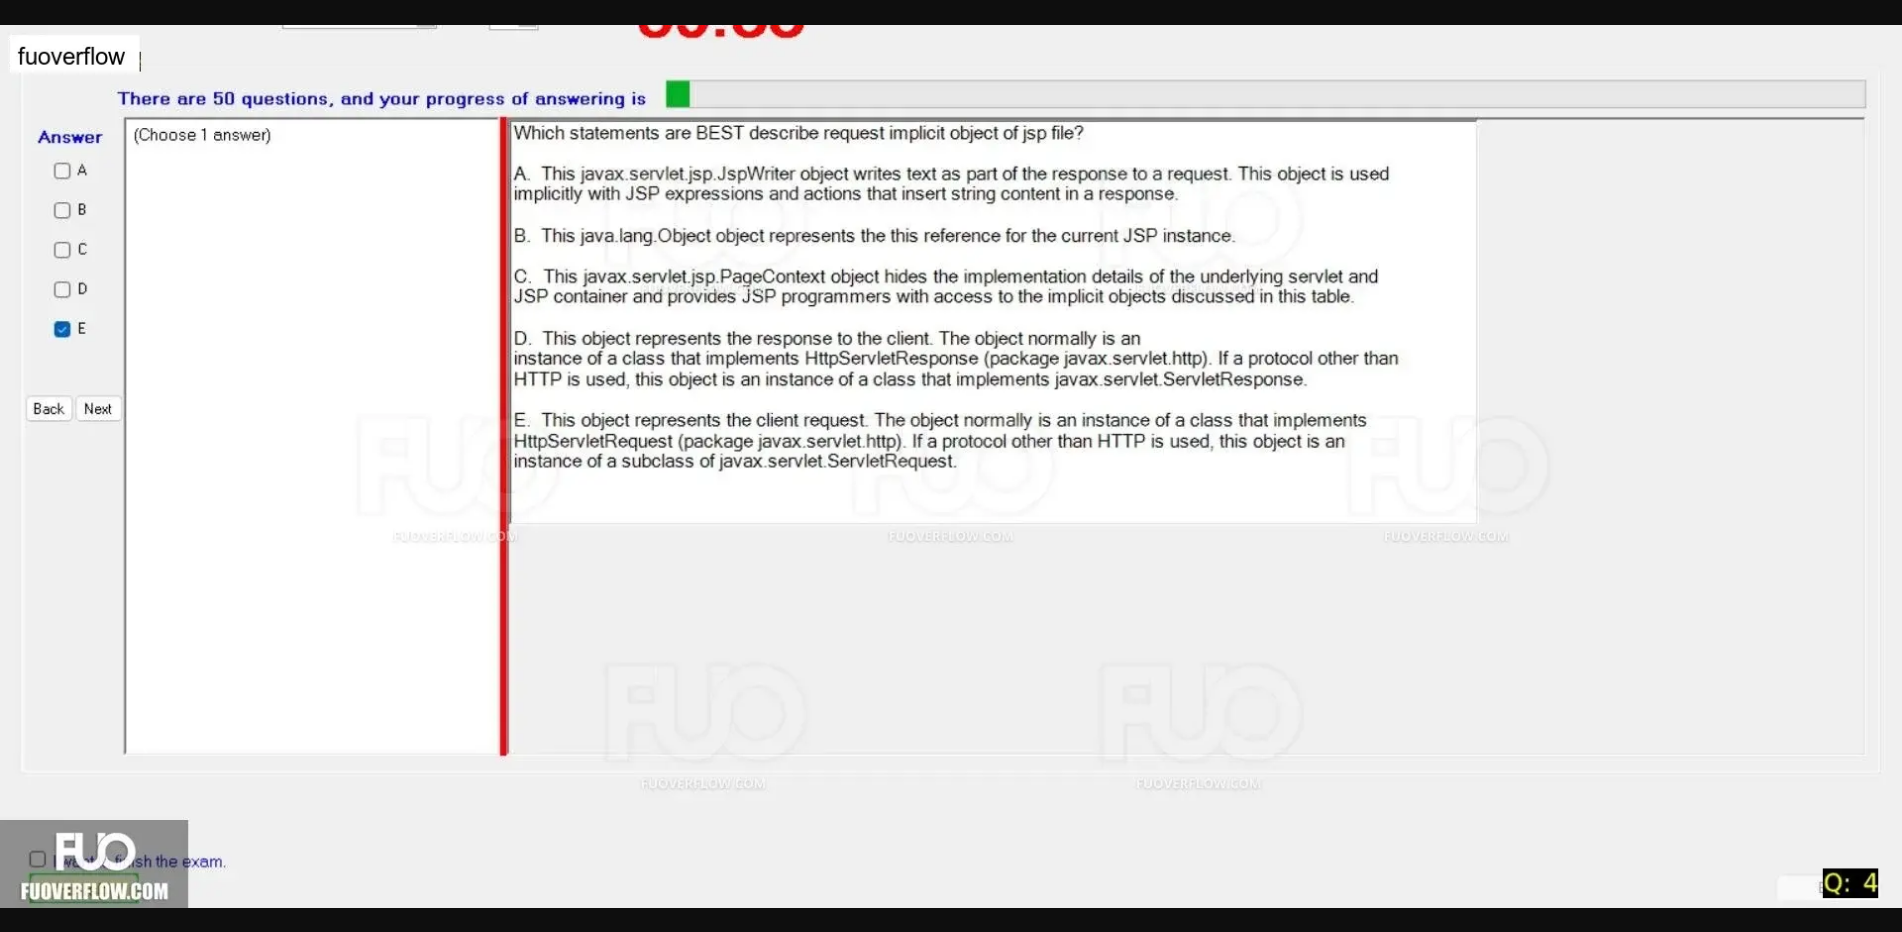 fuoverflow
There are 50 questions, and your progress of answering is
Answer
(Choose 1 answer)
A
B
C
D
E
Back Next
Which statements are BEST describe request implicit object of jsp file?
A. This javax.servlet.jsp.JspWriter object writes text as part of the response to a request. This object is used
implicitly with JSP expressions and actions that insert string content in a response.
B. This java.lang.Object object represents the this reference for the current JSP instance.
C. This javax.servlet.jsp.PageContext object hides the implementation details of the underlying servlet and
JSP container and provides JSP programmers with access to the implicit objects discussed in this table.
D. This object represents the response to the client. The object normally is an
instance of a class that implements HttpServletResponse (package javax.servlet.http). If a protocol other than
HTTP is used, this object is an instance of a class that implements javax.servlet.ServletResponse.
E. This object represents the client request. The object normally is an instance of a class that implements
HttpServletRequest (package javax.servlet.http). If a protocol other than HTTP is used, this object is an
instance of a subclass of javax.servlet.ServletRequest.
FUO FUO FUO
FUOVERFLOW.COM FUOVERFLOW.COM FUOVERFLOW.COM
FUO FUO
FUOVERFLOW.COM FUOVERFLOW.COM
FUO
the exam.
FUOVERFLOW.COM
Q: 4